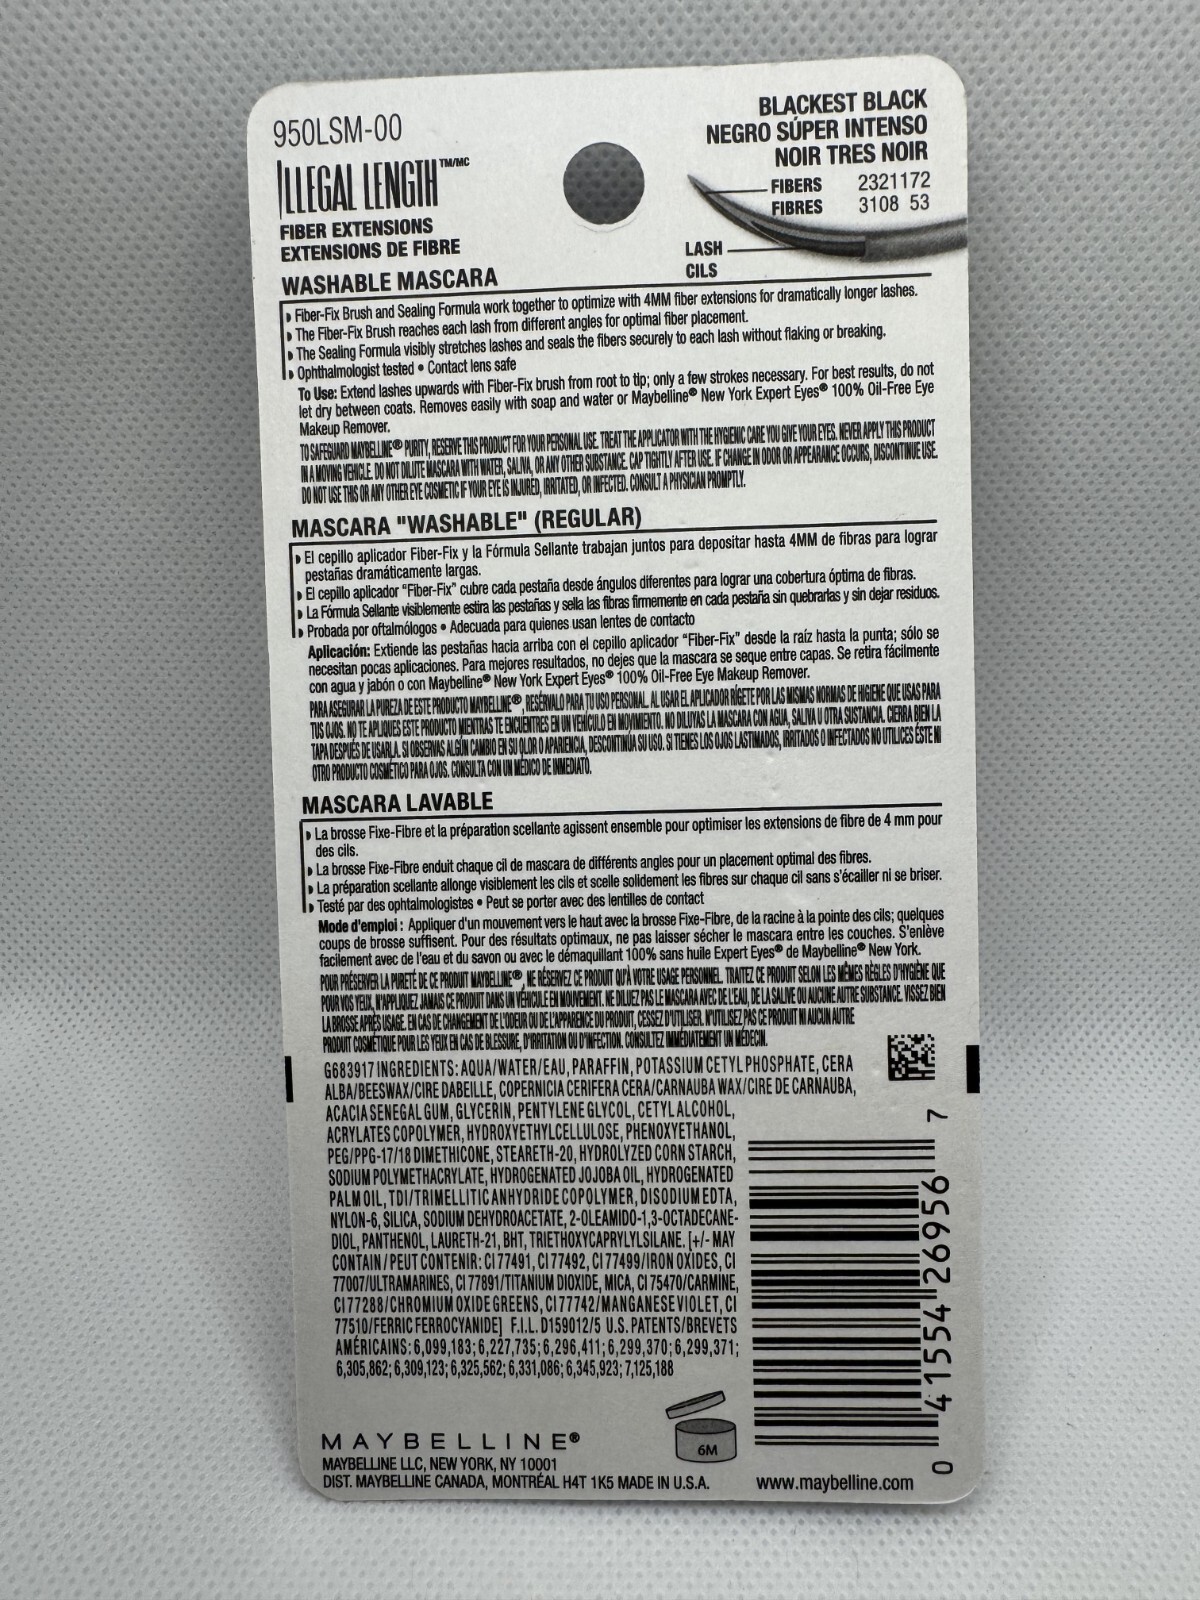 950LSM-00
ILLEGAL LENGTH™/MC
FIBER EXTENSIONS
EXTENSIONS DE FIBRE
BLACKEST BLACK
NEGRO SÚPER INTENSO
NOIR TRES NOIR
FIBERS 2321172
FIBRES 3108 53
LASH
CILS
WASHABLE MASCARA
Fiber-Fix Brush and Sealing Formula work together to optimize with 4MM fiber extensions for dramatically longer lashes.
The Fiber-Fix Brush reaches each lash from different angles for optimal fiber placement.
The Sealing Formula visibly stretches lashes and seals the fibers securely to each lash without flaking or breaking.
Ophthalmologist tested • Contact lens safe
To Use: Extend lashes upwards with Fiber-Fix brush from root to tip; only a few strokes necessary. For best results, do not
let dry between coats. Removes easily with soap and water or Maybelline® New York Expert Eyes® 100% Oil-Free Eye
Makeup Remover.
TO SAFEGUARD MAYBELLINE® PURITY, RESERVE THIS PRODUCT FOR YOUR PERSONAL USE. TREAT THE APPLICATOR WITH THE HYGIENIC CARE YOU GIVE YOUR EYES. NEVER APPLY THIS PRODUCT
IN A MOVING VEHICLE. DO NOT DILUTE MASCARA WITH WATER, SALIVA, OR ANY OTHER SUBSTANCE. CAP TIGHTLY AFTER USE. IF CHANGE IN ODOR OR APPEARANCE OCCURS, DISCONTINUE USE.
DO NOT USE THIS OR ANY OTHER EYE COSMETIC IF YOUR EYE IS INJURED, IRRITATED, OR INFECTED. CONSULT A PHYSICIAN PROMPTLY.
MASCARA "WASHABLE" (REGULAR)
El cepillo aplicador Fiber-Fix y la Fórmula Sellante trabajan juntos para depositar hasta 4MM de fibras para lograr
pestañas dramáticamente largas.
El cepillo aplicador "Fiber-Fix" cubre cada pestaña desde ángulos diferentes para lograr una cobertura óptima de fibras.
La Fórmula Sellante visiblemente estira las pestañas y sella las fibras firmemente en cada pestaña sin quebrarlas y sin dejar residuos.
Probada por oftalmólogos • Adecuada para quienes usan lentes de contacto
Aplicación: Extiende las pestañas hacia arriba con el cepillo aplicador "Fiber-Fix" desde la raíz hasta la punta; sólo se
necesitan pocas aplicaciones. Para mejores resultados, no dejes que la mascara se seque entre capas. Se retira fácilmente
con agua y jabón o con Maybelline® New York Expert Eyes® 100% Oil-Free Eye Makeup Remover.
PARA ASEGURAR LA PUREZA DE ESTE PRODUCTO MAYBELLINE®, RESÉRVALO PARA TU USO PERSONAL. AL USAR EL APLICADOR RÍGETE POR LAS MISMAS NORMAS DE HIGIENE QUE USAS PARA
TUS OJOS. NO TE APLIQUES ESTE PRODUCTO MIENTRAS TE ENCUENTRES EN UN VEHÍCULO EN MOVIMIENTO. NO DILUYAS LA MASCARA CON AGUA, SALIVA U OTRA SUSTANCIA. CIERRA BIEN LA
TAPA DESPUÉS DE USARLA. SI OBSERVAS ALGÚN CAMBIO EN SU OLOR O APARIENCIA, DESCONTINÚA SU USO. SI TIENES LOS OJOS LASTIMADOS, IRRITADOS O INFECTADOS NO UTILICES ÉSTE NI
OTRO PRODUCTO COSMÉTICO PARA OJOS. CONSULTA CON UN MÉDICO DE INMEDIATO.
MASCARA LAVABLE
La brosse Fixe-Fibre et la préparation scellante agissent ensemble pour optimiser les extensions de fibre de 4 mm pour
des cils.
La brosse Fixe-Fibre enduit chaque cil de mascara de différents angles pour un placement optimal des fibres.
La préparation scellante allonge visiblement les cils et scelle solidement les fibres sur chaque cil sans s'écailler ni se briser.
Testé par des ophtalmologistes • Peut se porter avec des lentilles de contact
Mode d'emploi : Appliquer d'un mouvement vers le haut avec la brosse Fixe-Fibre, de la racine à la pointe des cils; quelques
coups de brosse suffisent. Pour des résultats optimaux, ne pas laisser sécher le mascara entre les couches. S'enlève
facilement avec de l'eau et du savon ou avec le démaquillant 100% sans huile Expert Eyes® de Maybelline® New York.
POUR PRÉSERVER LA PURETÉ DE CE PRODUIT MAYBELLINE®, NE RÉSERVEZ CE PRODUIT QU'À VOTRE USAGE PERSONNEL. TRAITEZ CE PRODUIT SELON LES MÊMES RÈGLES D'HYGIÈNE QUE
POUR VOS YEUX. N'APPLIQUEZ JAMAIS CE PRODUIT DANS UN VÉHICULE EN MOUVEMENT. NE DILUEZ PAS LE MASCARA AVEC DE L'EAU, DE LA SALIVE OU AUCUNE AUTRE SUBSTANCE. VISSEZ BIEN
LA BROSSE APRÈS USAGE. EN CAS DE CHANGEMENT DE L'ODEUR OU DE L'APPARENCE DU PRODUIT, CESSEZ D'UTILISER. N'UTILISEZ PAS CE PRODUIT NI AUCUN AUTRE
PRODUIT COSMÉTIQUE POUR LES YEUX EN CAS DE BLESSURE, D'IRRITATION OU D'INFECTION. CONSULTEZ IMMÉDIATEMENT UN MÉDECIN.
G683917 INGREDIENTS: AQUA/WATER/EAU, PARAFFIN, POTASSIUM CETYL PHOSPHATE, CERA
ALBA/BEESWAX/CIRE DABEILLE, COPERNICIA CERIFERA CERA/CARNAUBA WAX/CIRE DE CARNAUBA,
ACACIA SENEGAL GUM, GLYCERIN, PENTYLENE GLYCOL, CETYL ALCOHOL,
ACRYLATES COPOLYMER, HYDROXYETHYLCELLULOSE, PHENOXYETHANOL,
PEG/PPG-17/18 DIMETHICONE, STEARETH-20, HYDROLYZED CORN STARCH,
SODIUM POLYMETHACRYLATE, HYDROGENATED JOJOBA OIL, HYDROGENATED
PALM OIL, TDI/TRIMELLITIC ANHYDRIDE COPOLYMER, DISODIUM EDTA,
NYLON-6, SILICA, SODIUM DEHYDROACETATE, 2-OLEAMIDO-1,3-OCTADECANE-
DIOL, PANTHENOL, LAURETH-21, BHT, TRIETHOXYCAPRYLYLSILANE. [+/- MAY
CONTAIN / PEUT CONTENIR: CI 77491, CI 77492, CI 77499/IRON OXIDES, CI
77007/ULTRAMARINES, CI 77891/TITANIUM DIOXIDE, MICA, CI 75470/CARMINE,
CI 77288/CHROMIUM OXIDE GREENS, CI 77742/MANGANESE VIOLET, CI
77510/FERRIC FERROCYANIDE] F.I.L. D159012/5 U.S. PATENTS/BREVETS
AMÉRICAINS: 6,099,183; 6,227,735; 6,296,411; 6,299,370; 6,299,371;
6,305,862; 6,309,123; 6,325,562; 6,331,086; 6,345,923; 7,125,188
0 41554 26956 7
6M
MAYBELLINE®
MAYBELLINE LLC, NEW YORK, NY 10001
DIST. MAYBELLINE CANADA, MONTRÉAL H4T 1K5 MADE IN U.S.A.
www.maybelline.com